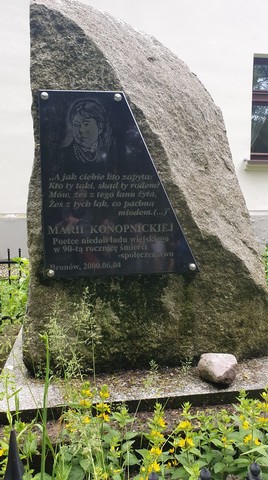 „A jak ciebie kto zapyta:
Kto ty taki, skąd ty rodem?
Mów, żeś z tego łanu żyta,
Żeś z tych łąk, co pachną
miodem.(...)
MARII KONOPNICKIEJ
Poetce niedoli ludu wiejskiego
w 90-tą rocznicę śmierci
-społeczeństwo
Bronów, 2000.06.04